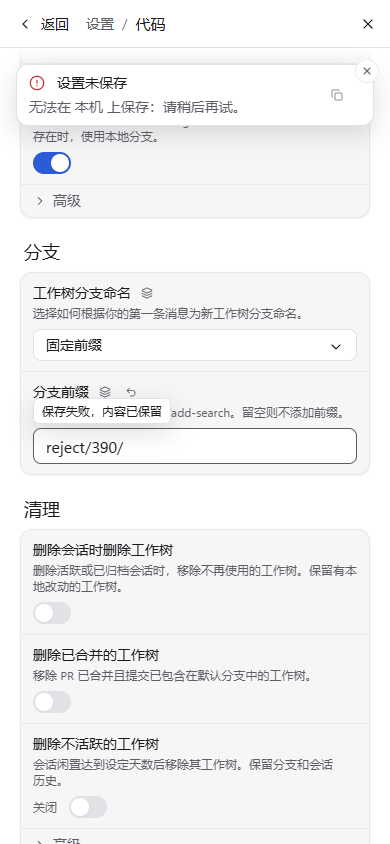 返回 设置 / 代码
设置未保存
无法在 本机 上保存：请稍后再试。
存在时，使用本地分支。
高级
分支
工作树分支命名
选择如何根据你的第一条消息为新工作树分支命名。
固定前缀
分支前缀
保存失败，内容已保留
add-search。留空则不添加前缀。
reject/390/
清理
删除会话时删除工作树
删除活跃或已归档会话时，移除不再使用的工作树。保留有本
地改动的工作树。
删除已合并的工作树
移除 PR 已合并且提交已包含在默认分支中的工作树。
删除不活跃的工作树
会话闲置达到设定天数后移除其工作树。保留分支和会话
历史。
关闭
高级